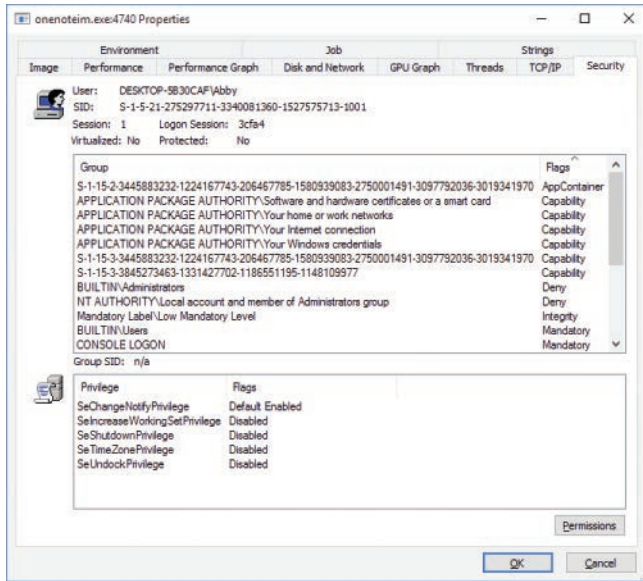 onenoteim.exe:4740 Properties
Environment Job Strings
Image Performance Performance Graph Disk and Network GPU Graph Threads TCP/IP Security
User: DESKTOP-5B30CAF\Abby
SID: S-1-5-21-275297711-3340081360-1527575713-1001
Session: 1 Logon Session: 3cfa4
Virtualized: No Protected: No
Group Flags
S-1-15-2-3445883232-1224167743-206467785-1580939083-2750001491-3097792036-3019341970 AppContainer
APPLICATION PACKAGE AUTHORITY\Software and hardware certificates or a smart card Capability
APPLICATION PACKAGE AUTHORITY\Your home or work networks Capability
APPLICATION PACKAGE AUTHORITY\Your Internet connection Capability
APPLICATION PACKAGE AUTHORITY\Your Windows credentials Capability
S-1-15-3-3445883232-1224167743-206467785-1580939083-2750001491-3097792036-3019341970 Capability
S-1-15-3-3845273463-1331427702-1186551195-1148109977 Capability
BUILTIN\Administrators Deny
NT AUTHORITY\Local account and member of Administrators group Deny
Mandatory Label\Low Mandatory Level Integrity
BUILTIN\Users Mandatory
CONSOLE LOGON Mandatory
Group SID: n/a
Privilege Flags
SeChangeNotifyPrivilege Default Enabled
SeIncreaseWorkingSetPrivilege Disabled
SeShutdownPrivilege Disabled
SeTimeZonePrivilege Disabled
SeUndockPrivilege Disabled
Permissions
OK Cancel